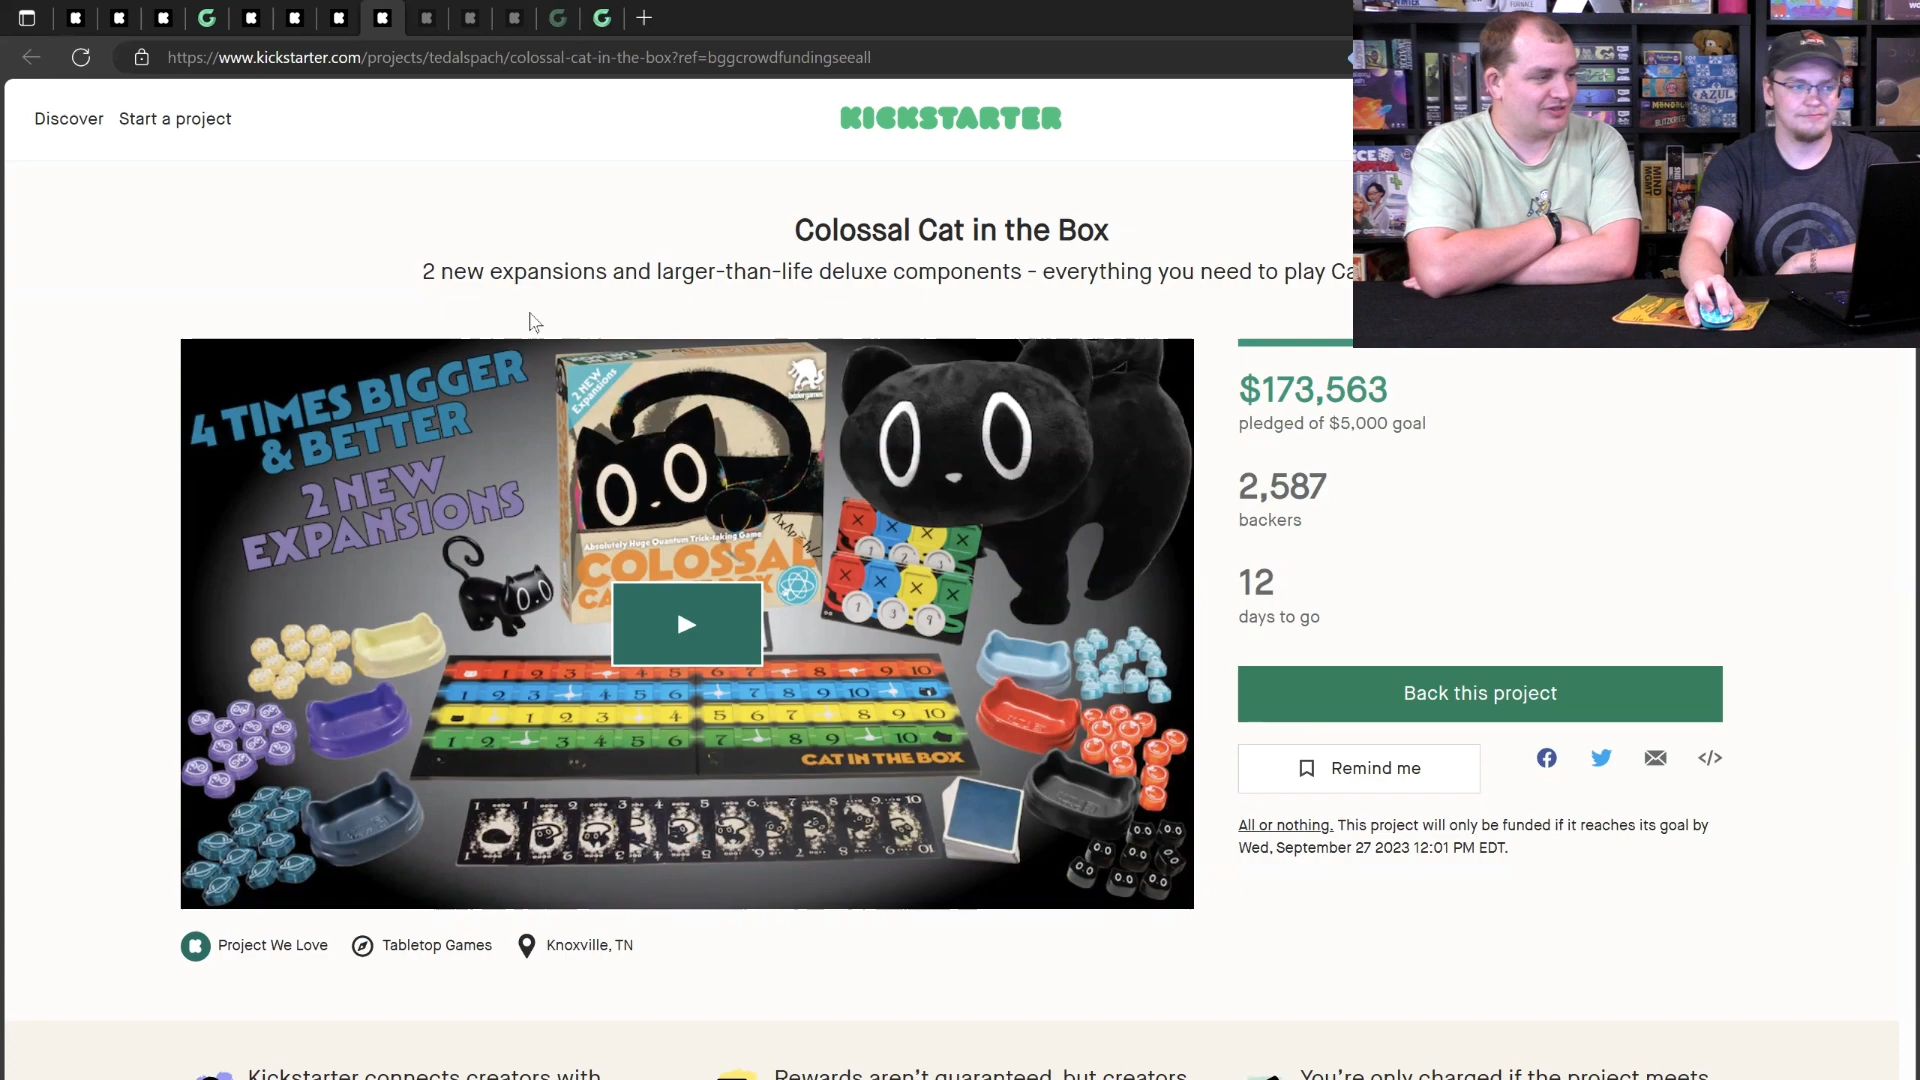 https://www.kickstarter.com/projects/tedalspach/colossal-cat-in-the-box?ref=bggcrowdfundingseeall
Discover Start a project
KICKSTARTER
Colossal Cat in the Box
2 new expansions and larger-than-life deluxe components - everything you need to play Ca
4 TIMES BIGGER
& BETTER
2 NEW
EXPANSIONS
2 NEW
Expansions
Absolutely Huge Quantum Trick-taking Game
COLOSSAL
CAT IN THE BOX
$173,563
pledged of $5,000 goal
2,587
backers
12
days to go
Back this project
Remind me
All or nothing. This project will only be funded if it reaches its goal by
Wed, September 27 2023 12:01 PM EDT.
Project We Love
Tabletop Games
Knoxville, TN
Kickstarter connects creators with
Rewards aren't guaranteed, but creators
You're only charged if the project meets
AZUL
MIND
MGMT
BLITZKRIEG